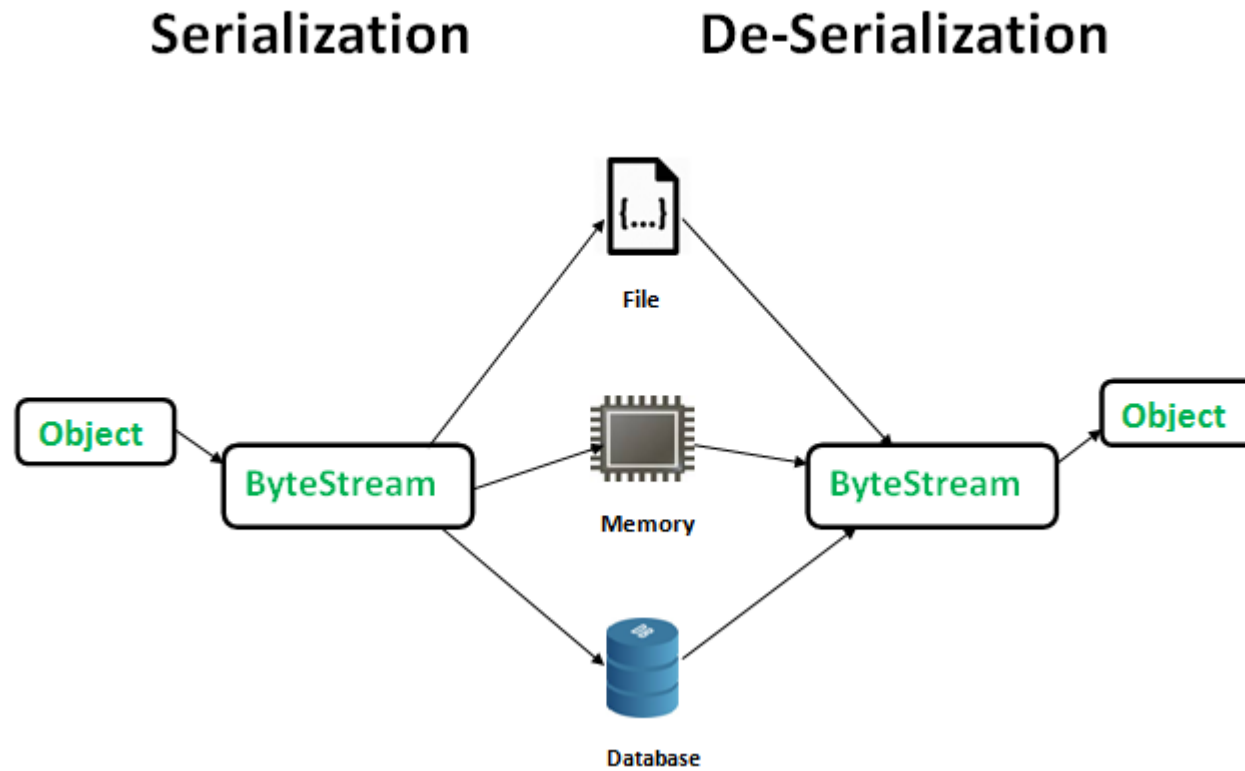 Serialization De-Serialization
{...}
File
Object
Object
ByteStream
ByteStream
Memory
Database